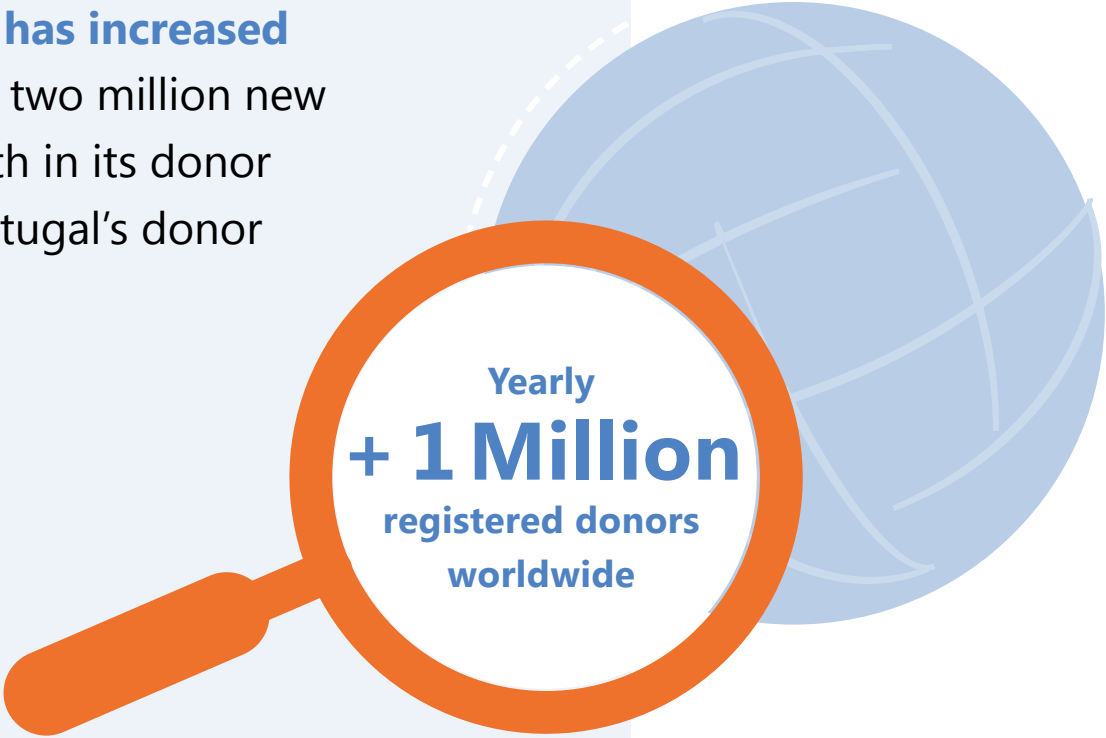 has increased
two million new
th in its donor
tugal's donor
Yearly
+ 1 Million
registered donors
worldwide